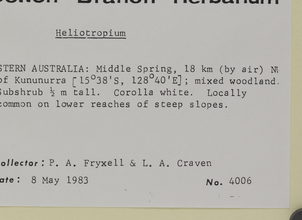 Herbarium
Heliotropium
STERN AUSTRALIA: Middle Spring, 18 km (by air) N
of Kununurra [15°38'S, 128°40'E]; mixed woodland.
Subshrub ½ m tall. Corolla white. Locally
common on lower reaches of steep slopes.
ollector: P. A. Fryxell & L. A. Craven
ate: 8 May 1983 No. 4006